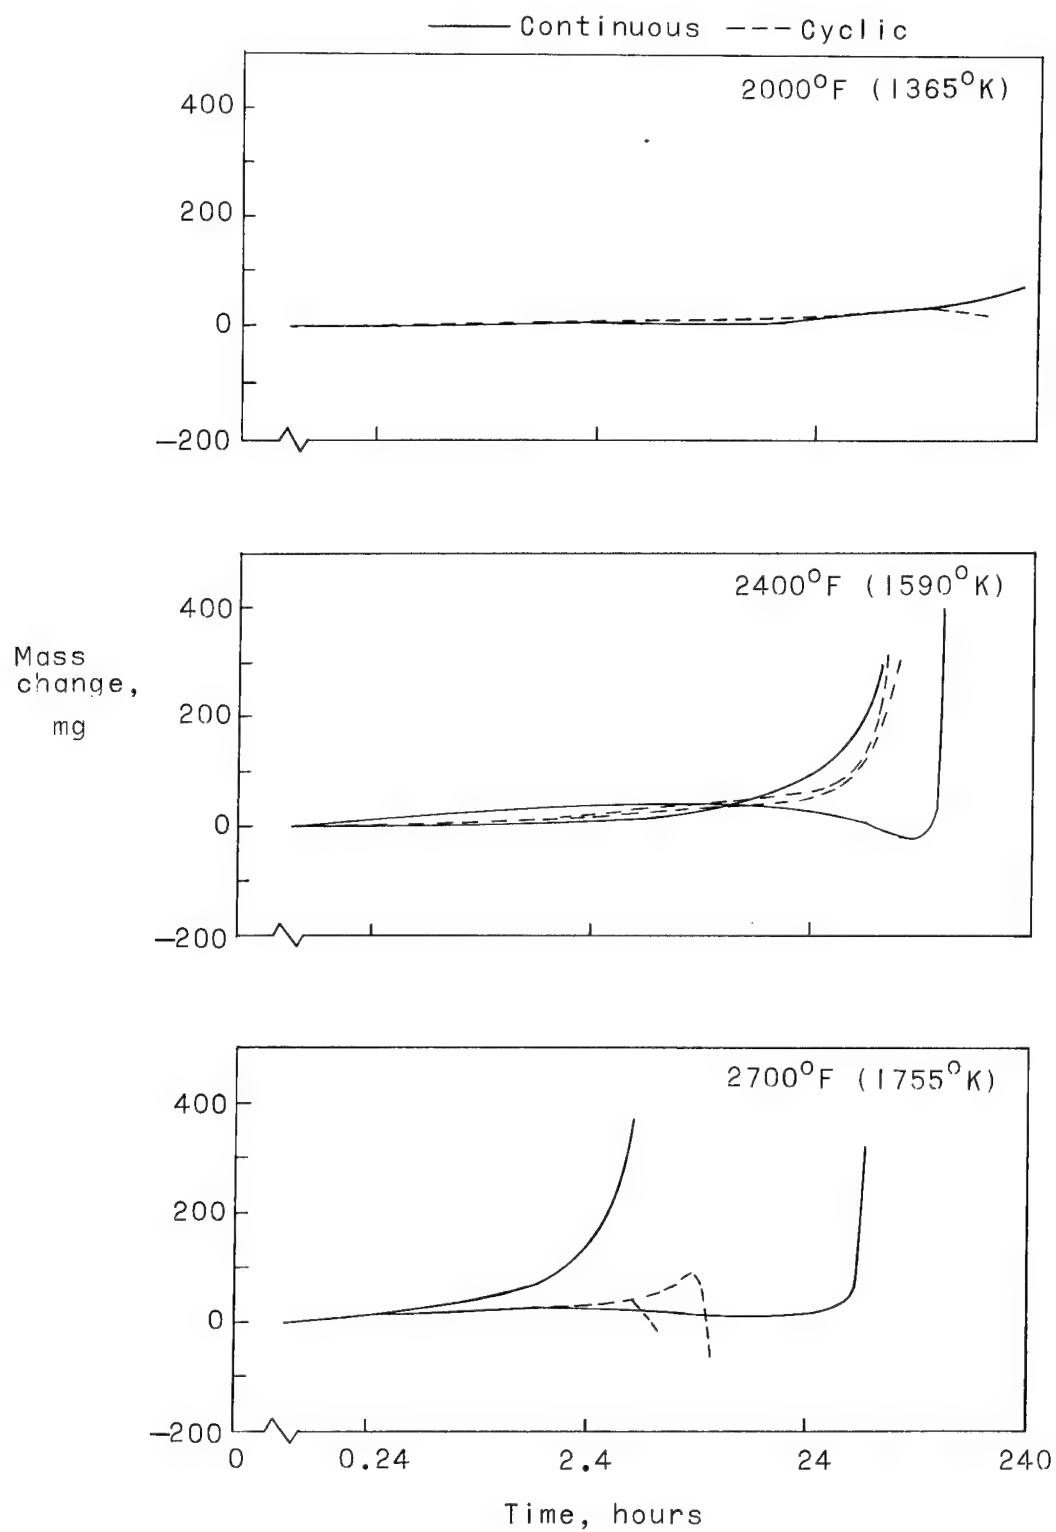 Continuous Cyclic
2000°F (1365°K)
400
200
0
−200
2400°F (1590°K)
400
Mass
change,
mg
200
0
−200
2700°F (1755°K)
400
200
0
−200
0 0.24 2.4 24 240
Time, hours